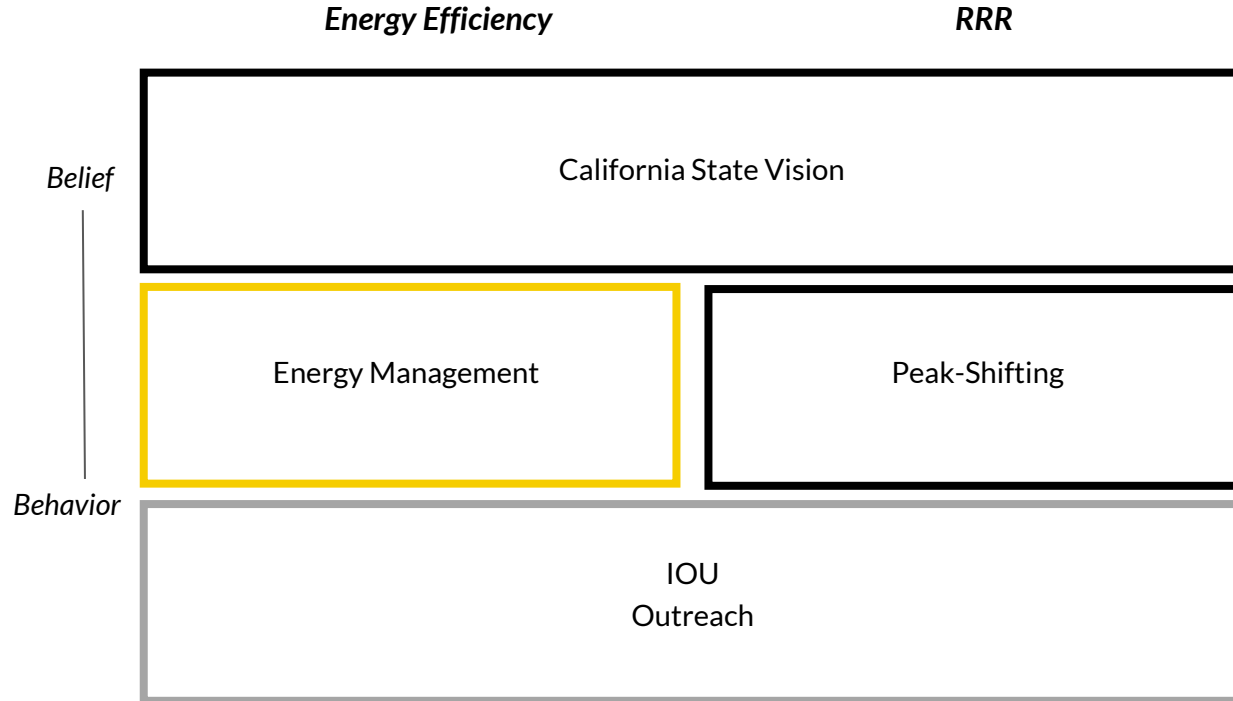 Energy Efficiency
RRR
California State Vision
Belief
Energy Management
Peak-Shifting
Behavior
IOU
Outreach